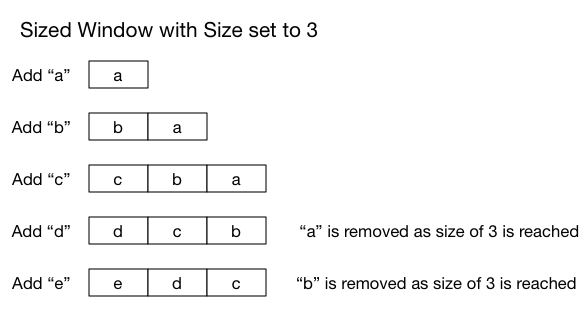 Sized Window with Size set to 3
Add “a” a
Add “b” b a
Add “c” c b a
Add “d” d c b “a” is removed as size of 3 is reached
Add “e” e d c “b” is removed as size of 3 is reached